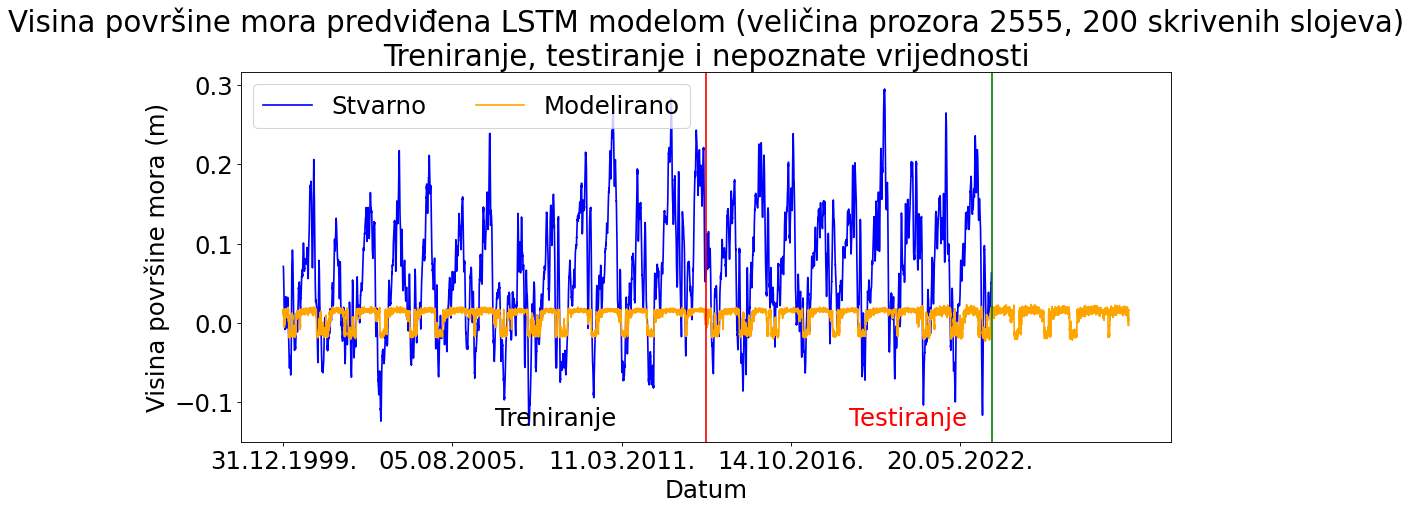 Visina površine mora predviđena LSTM modelom (veličina prozora 2555, 200 skrivenih slojeva)
Treniranje, testiranje i nepoznate vrijednosti
Stvarno Modelirano
Visina površine mora (m)
0.3
0.2
0.1
0.0
−0.1
Treniranje Testiranje
31.12.1999. 05.08.2005. 11.03.2011. 14.10.2016. 20.05.2022.
Datum